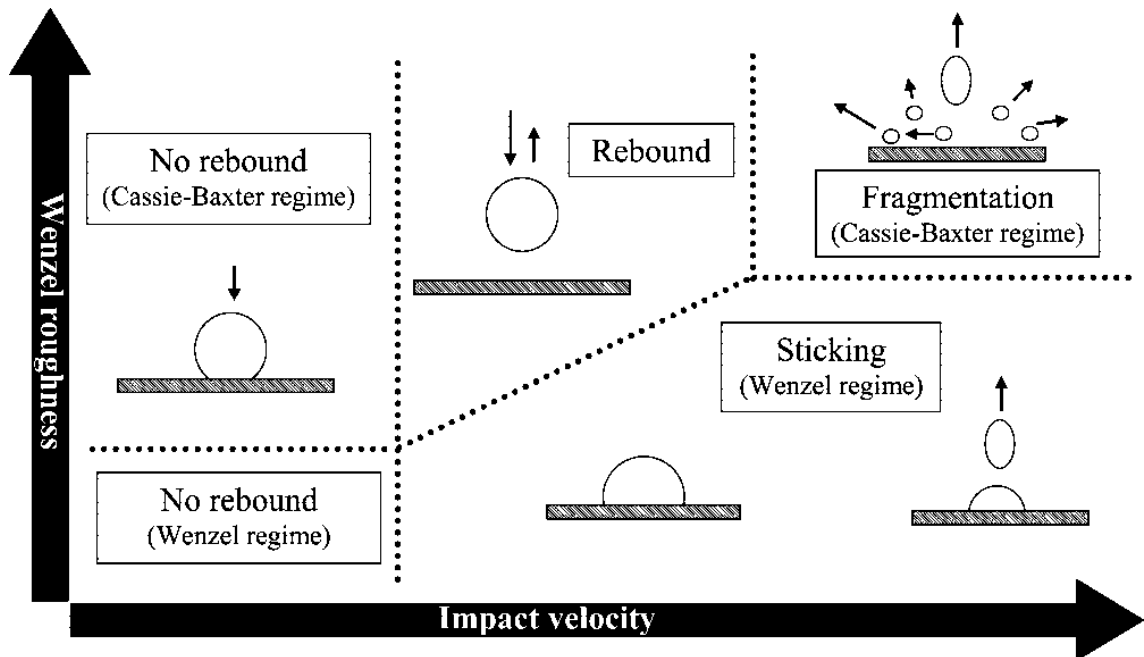 Wenzel roughness
No rebound
(Cassie-Baxter regime)
Rebound
Fragmentation
(Cassie-Baxter regime)
Sticking
(Wenzel regime)
No rebound
(Wenzel regime)
Impact velocity